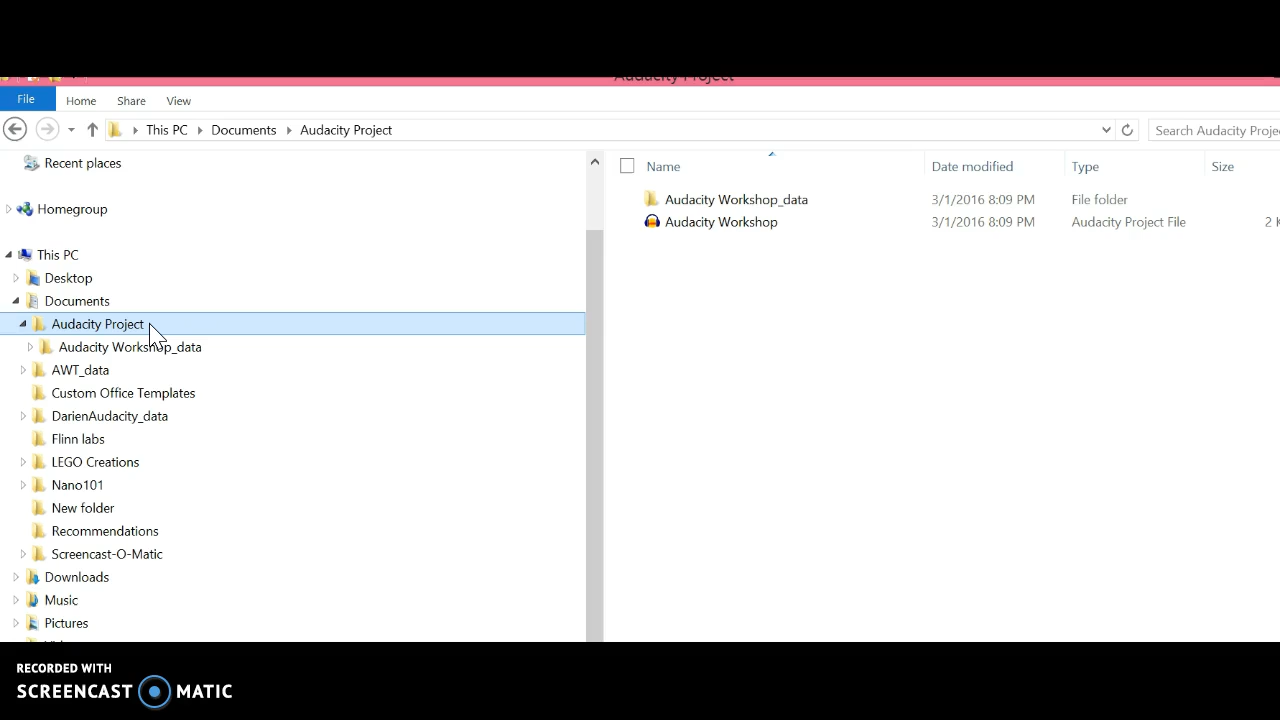 Audacity Project
File Home Share View
This PC Documents Audacity Project Search Audacity
Recent places
Name Date modified Type Size
Audacity Workshop_data 3/1/2016 8:09 PM File folder
Homegroup
Audacity Workshop 3/1/2016 8:09 PM Audacity Project File 2
This PC
Desktop
Documents
Audacity Project
Audacity Workshop_data
AWT_data
Custom Office Templates
DarienAudacity_data
Flinn labs
LEGO Creations
Nano101
New folder
Recommendations
Screencast-O-Matic
Downloads
Music
Pictures
RECORDED WITH
SCREENCAST MATIC